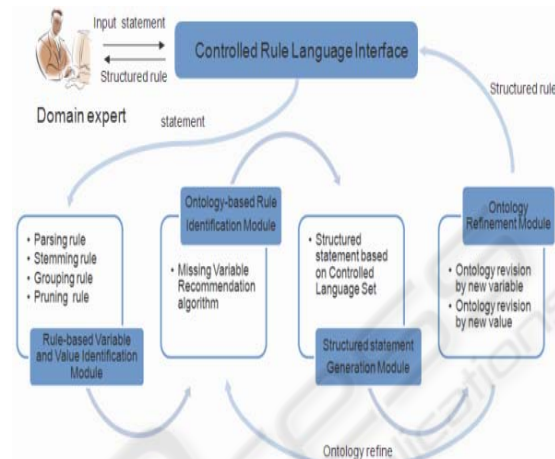 Input statement
Structured rule
Domain expert
Controlled Rule Language Interface
statement
Structured rule
• Parsing rule
• Stemming rule
• Grouping rule
• Pruning rule
Rule-based Variable
and Value Identification
Module
Ontology-based Rule
Identification Module
• Missing Variable
Recommendation
algorithm
• Structured
statement based
on Controlled
Language Set
Structured statement
Generation Module
Ontology
Refinement Module
• Ontology revision
by new variable
• Ontology revision
by new value
Ontology refine